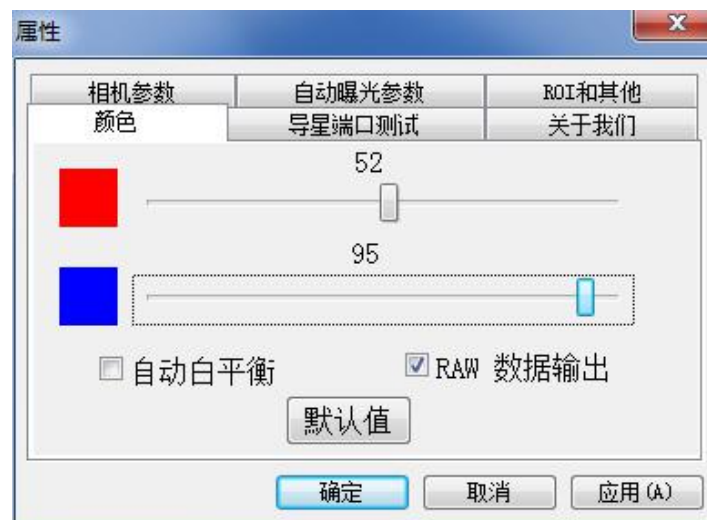 属性
相机参数 自动曝光参数 ROI和其他
颜色 导星端口测试 关于我们
52
95
自动白平衡 RAW 数据输出
默认值
确定 取消 应用(A)